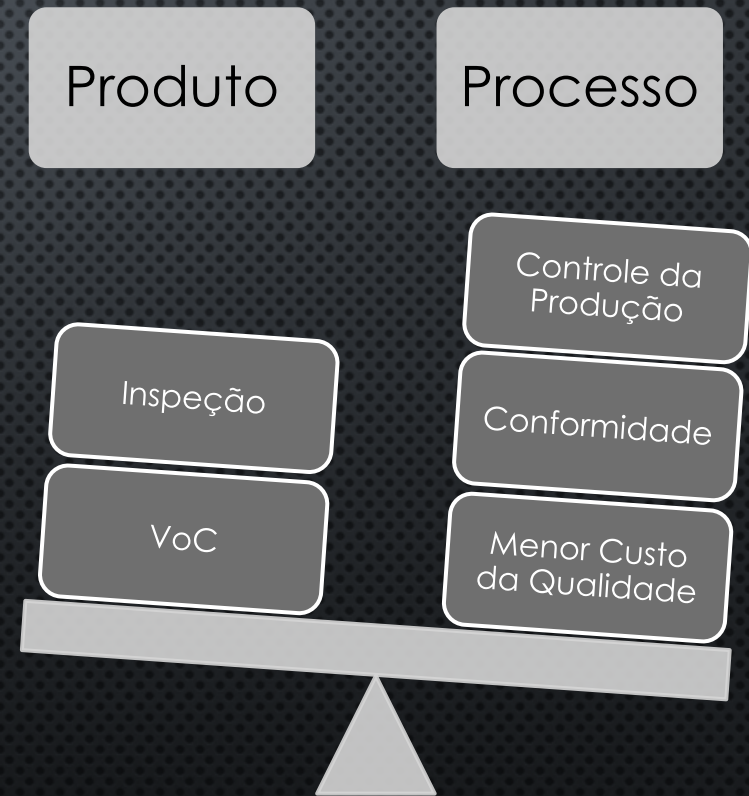 Produto
Processo
Inspeção
VoC
Controle da
Produção
Conformidade
Menor Custo
da Qualidade